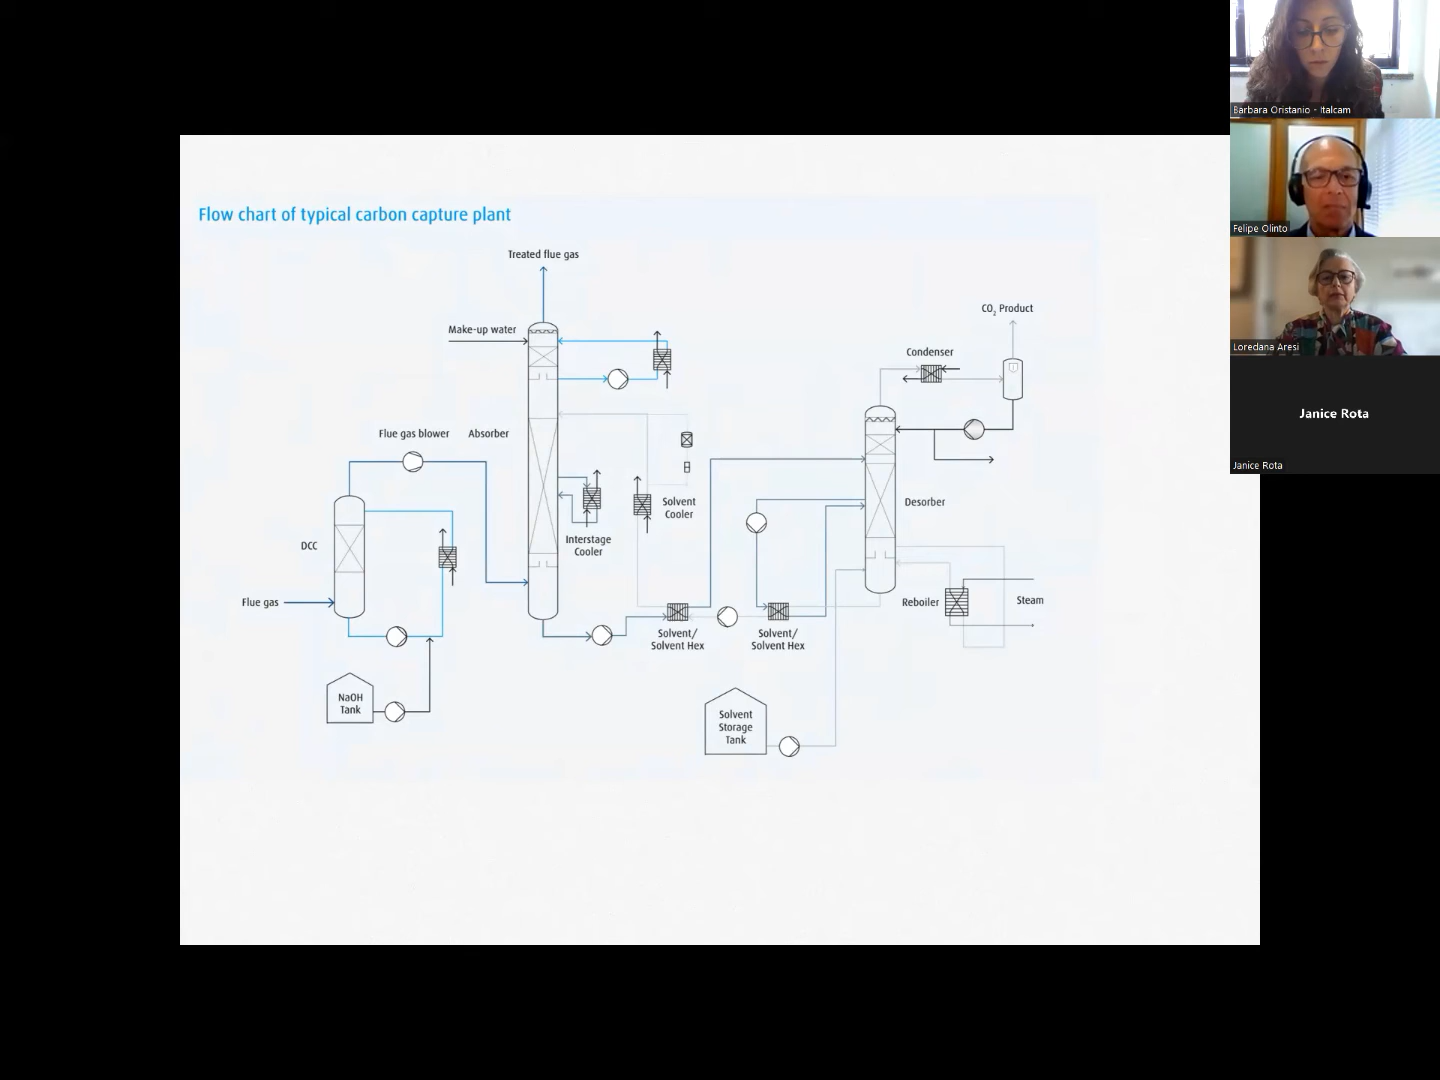 Barbara Oristanio - Italcam
Felipe Olinto
Loredana Aresi
Janice Rota
Janice Rota
Flow chart of typical carbon capture plant
Treated flue gas
Make-up water
CO₂ Product
Condenser
Flue gas blower
Absorber
Solvent
Cooler
Desorber
Interstage
Cooler
DCC
Flue gas
Reboiler
Steam
Solvent/
Solvent Hex
Solvent/
Solvent Hex
NaOH
Tank
Solvent
Storage
Tank